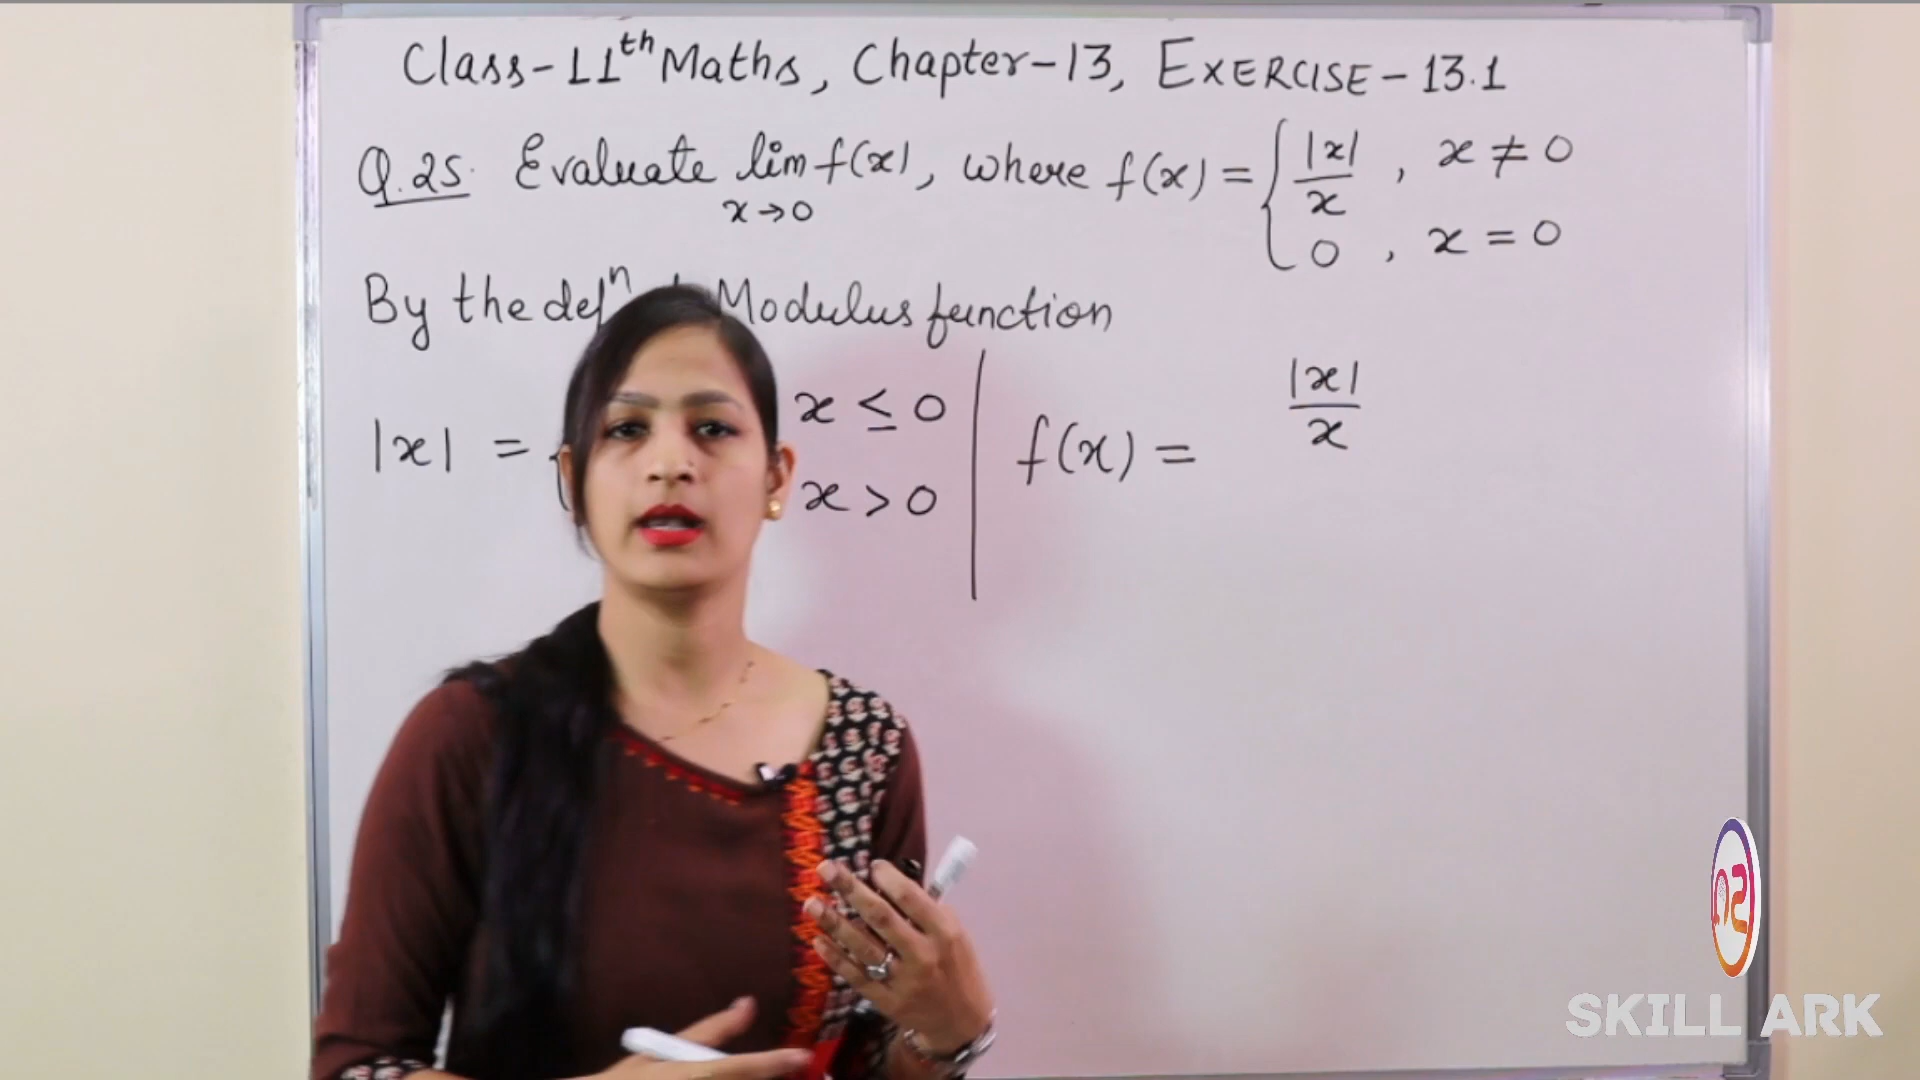 Class-11th Maths, Chapter-13, EXERCISE-13.1
Q.25. Evaluate lim f(x), where f(x) = { |x|/x , x ≠ 0
x→0
0 , x = 0
By the defn Modulus function
|x| = { x ≤ 0
x > 0
f(x) = |x|/x
SKILL ARK